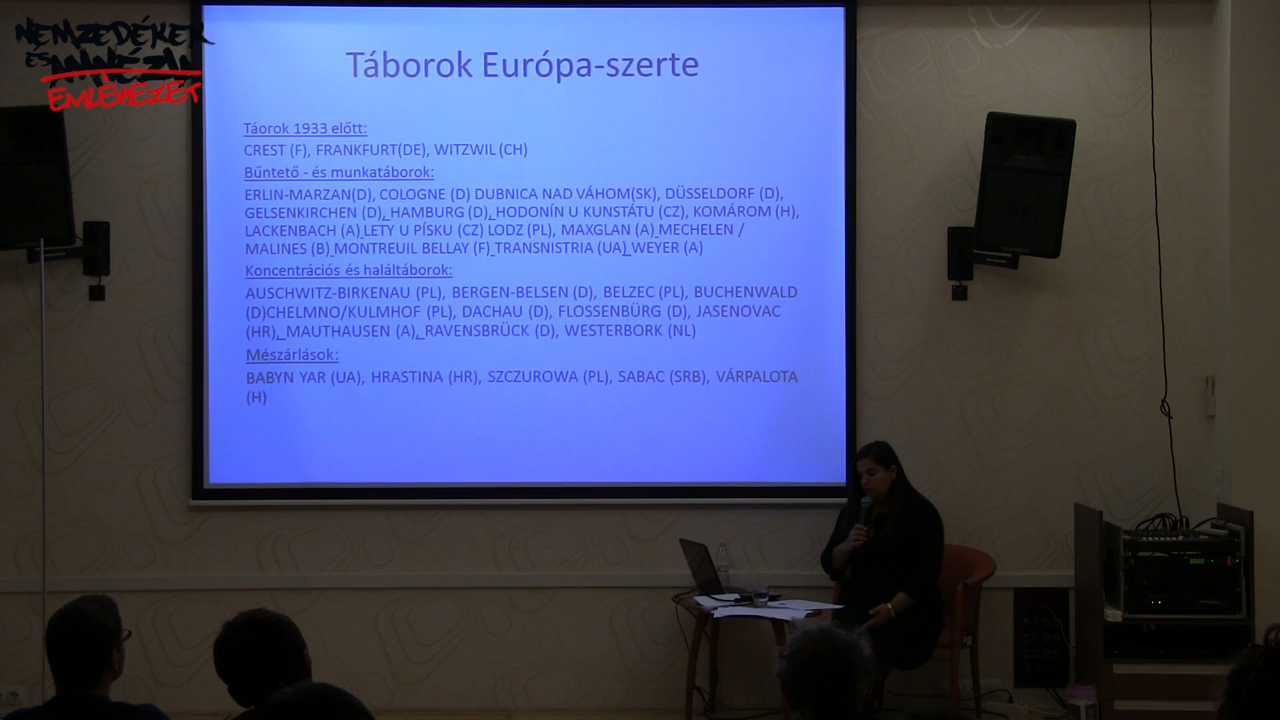 NEMZEDÉKEK
ÉS AMNÉZIA
EMLÉKEZET
Táborok Európa-szerte
Táorok 1933 előtt:
CREST (F), FRANKFURT(DE), WITZWIL (CH)
Bűntető - és munkatáborok:
ERLIN-MARZAN(D), COLOGNE (D) DUBNICA NAD VÁHOM(SK), DÜSSELDORF (D),
GELSENKIRCHEN (D), HAMBURG (D), HODONÍN U KUNSTÁTU (CZ), KOMÁROM (H),
LACKENBACH (A) LETY U PÍSKU (CZ) LODZ (PL), MAXGLAN (A) MECHELEN /
MALINES (B) MONTREUIL BELLAY (F) TRANSNISTRIA (UA) WEYER (A)
Koncentrációs és haláltáborok:
AUSCHWITZ-BIRKENAU (PL), BERGEN-BELSEN (D), BELZEC (PL), BUCHENWALD
(D)CHELMNO/KULMHOF (PL), DACHAU (D), FLOSSENBÜRG (D), JASENOVAC
(HR), MAUTHAUSEN (A), RAVENSBRÜCK (D), WESTERBORK (NL)
Mészárlások:
BABYN YAR (UA), HRASTINA (HR), SZCZUROWA (PL), SABAC (SRB), VÁRPALOTA
(H)